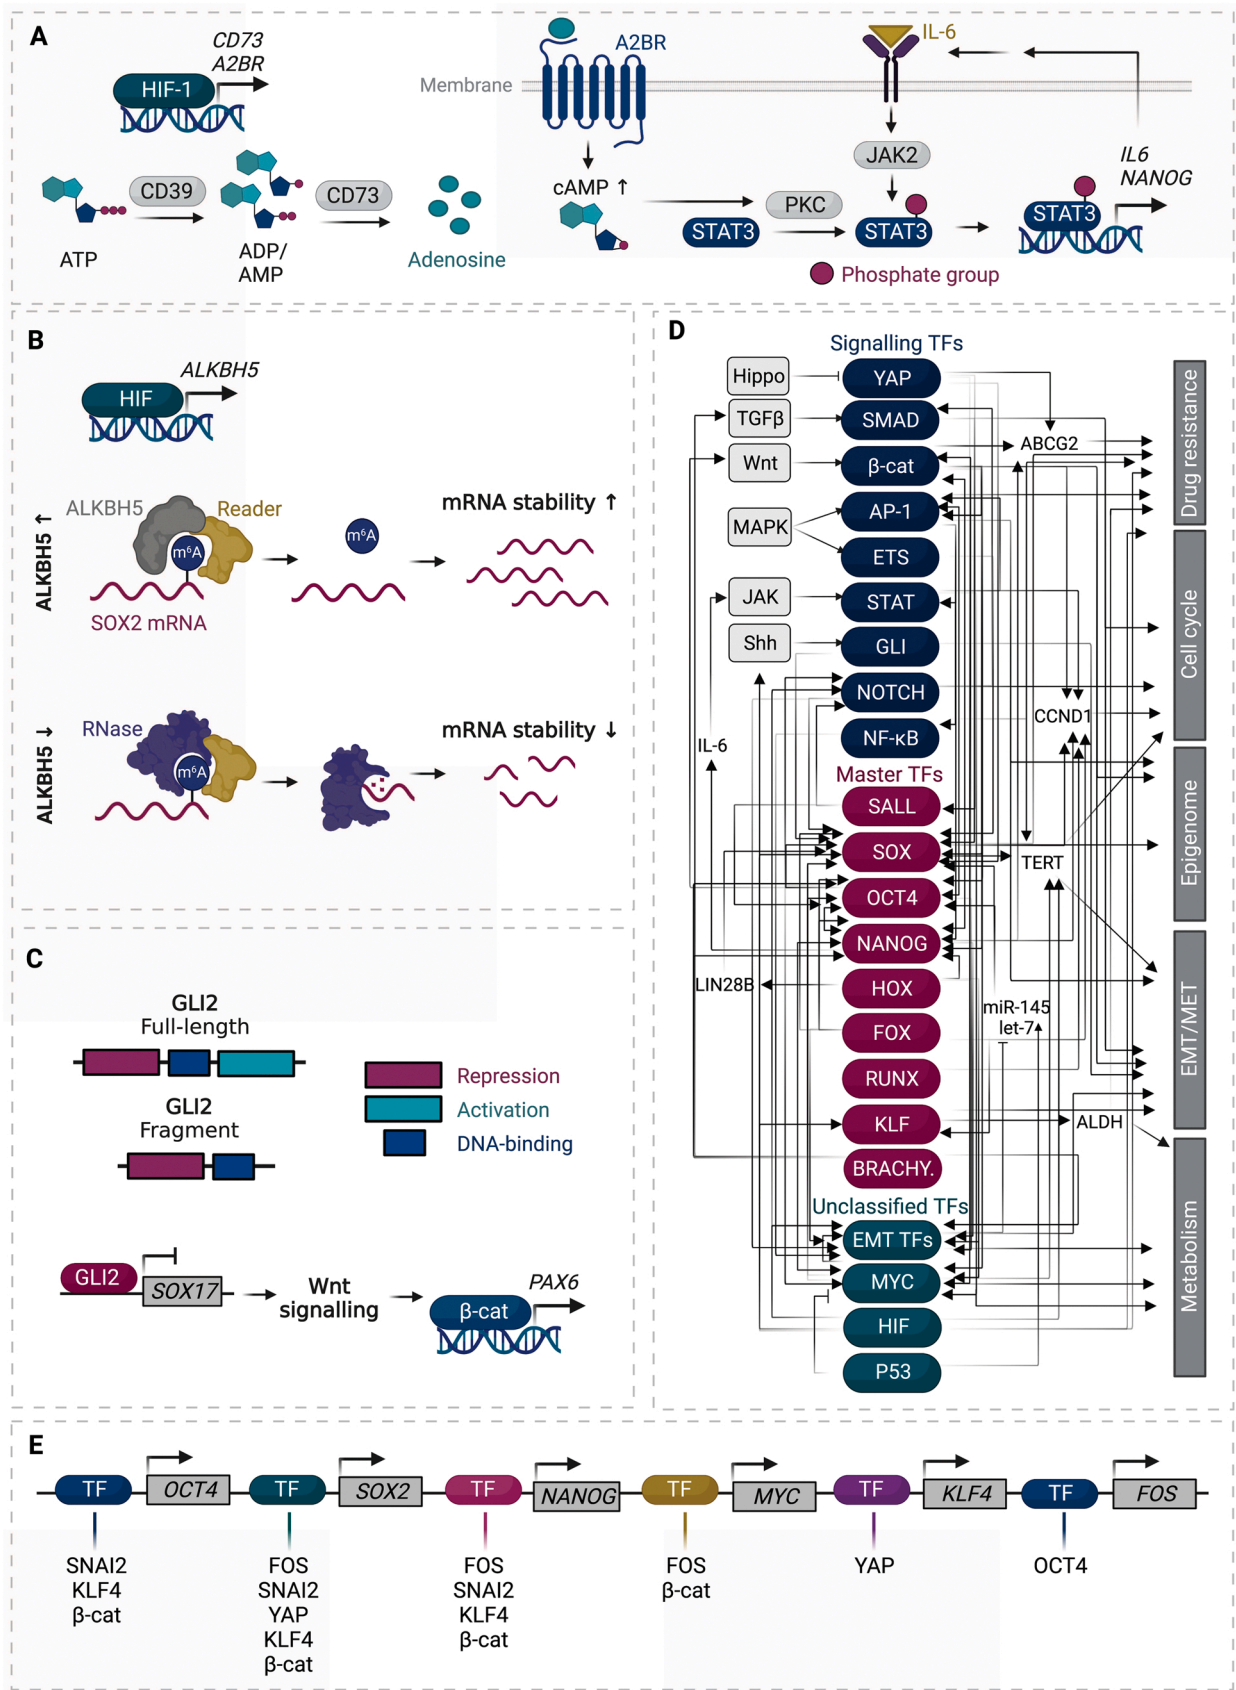 A
CD73
A2BR
HIF-1
Membrane
A2BR
IL-6
JAK2
IL6
NANOG
CD39
CD73
cAMP ↑
PKC
STAT3
STAT3
STAT3
ATP
ADP/
AMP
Adenosine
Phosphate group
B
ALKBH5
HIF
ALKBH5 ↑
ALKBH5
Reader
m⁶A
SOX2 mRNA
m⁶A
mRNA stability ↑
ALKBH5 ↓
RNase
m⁶A
mRNA stability ↓
C
GLI2
Full-length
GLI2
Fragment
Repression
Activation
DNA-binding
GLI2
SOX17
Wnt
signalling
β-cat
PAX6
D
Signalling TFs
Hippo
YAP
TGFβ
SMAD
ABCG2
Wnt
β-cat
MAPK
AP-1
ETS
JAK
STAT
Shh
GLI
NOTCH
CCND1
NF-κB
IL-6
Master TFs
SALL
SOX
TERT
OCT4
NANOG
LIN28B
HOX
miR-145
let-7
FOX
RUNX
KLF
ALDH
BRACHY.
Unclassified TFs
EMT TFs
MYC
HIF
P53
Drug resistance
Cell cycle
Epigenome
EMT/MET
Metabolism
E
TF
OCT4
TF
SOX2
TF
NANOG
TF
MYC
TF
KLF4
TF
FOS
SNAI2
KLF4
β-cat
FOS
SNAI2
YAP
KLF4
β-cat
FOS
SNAI2
KLF4
β-cat
FOS
β-cat
YAP
OCT4